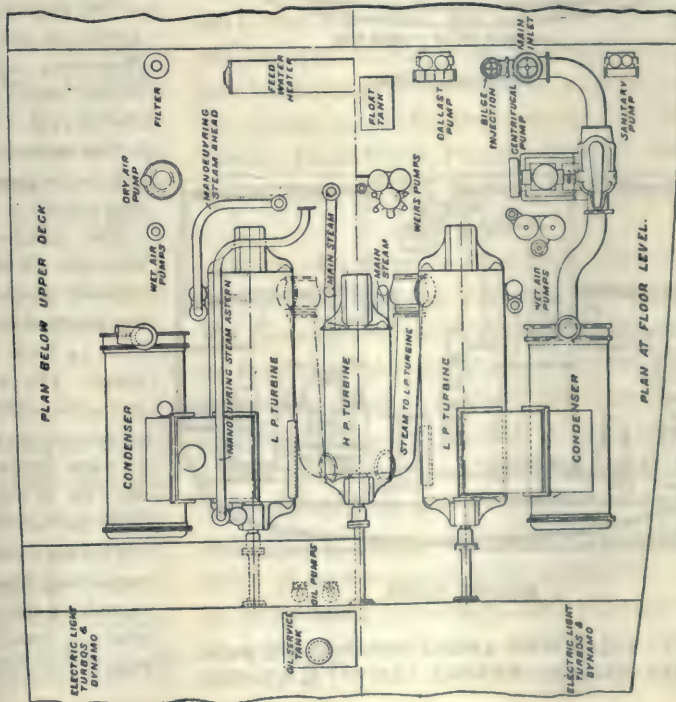 PLAN BELOW UPPER DECK
FILTER
DRY AIR
PUMP
WET AIR
PUMPS
CONDENSER
MANOEUVRING
STEAM AHEAD
MANOEUVRING STEAM ASTERN
L P. TURBINE
FEED
WATER
HEATER
FLOAT
TANK
MAIN STEAM
WEIRS PUMPS
MAIN
STEAM
H P. TURBINE
STEAM TO L P TURBINE
L P. TURBINE
BALLAST
PUMP
BILGE
INJECTION
CENTRIFUGAL
PUMP
MAIN
INLET
SANITARY
PUMP
WET AIR
PUMPS
CONDENSER
PLAN AT FLOOR LEVEL.
OIL PUMPS
OIL SERVICE
TANK
ELECTRIC LIGHT
TURBOS &
DYNAMO
ELECTRIC LIGHT
TURBOS &
DYNAMO